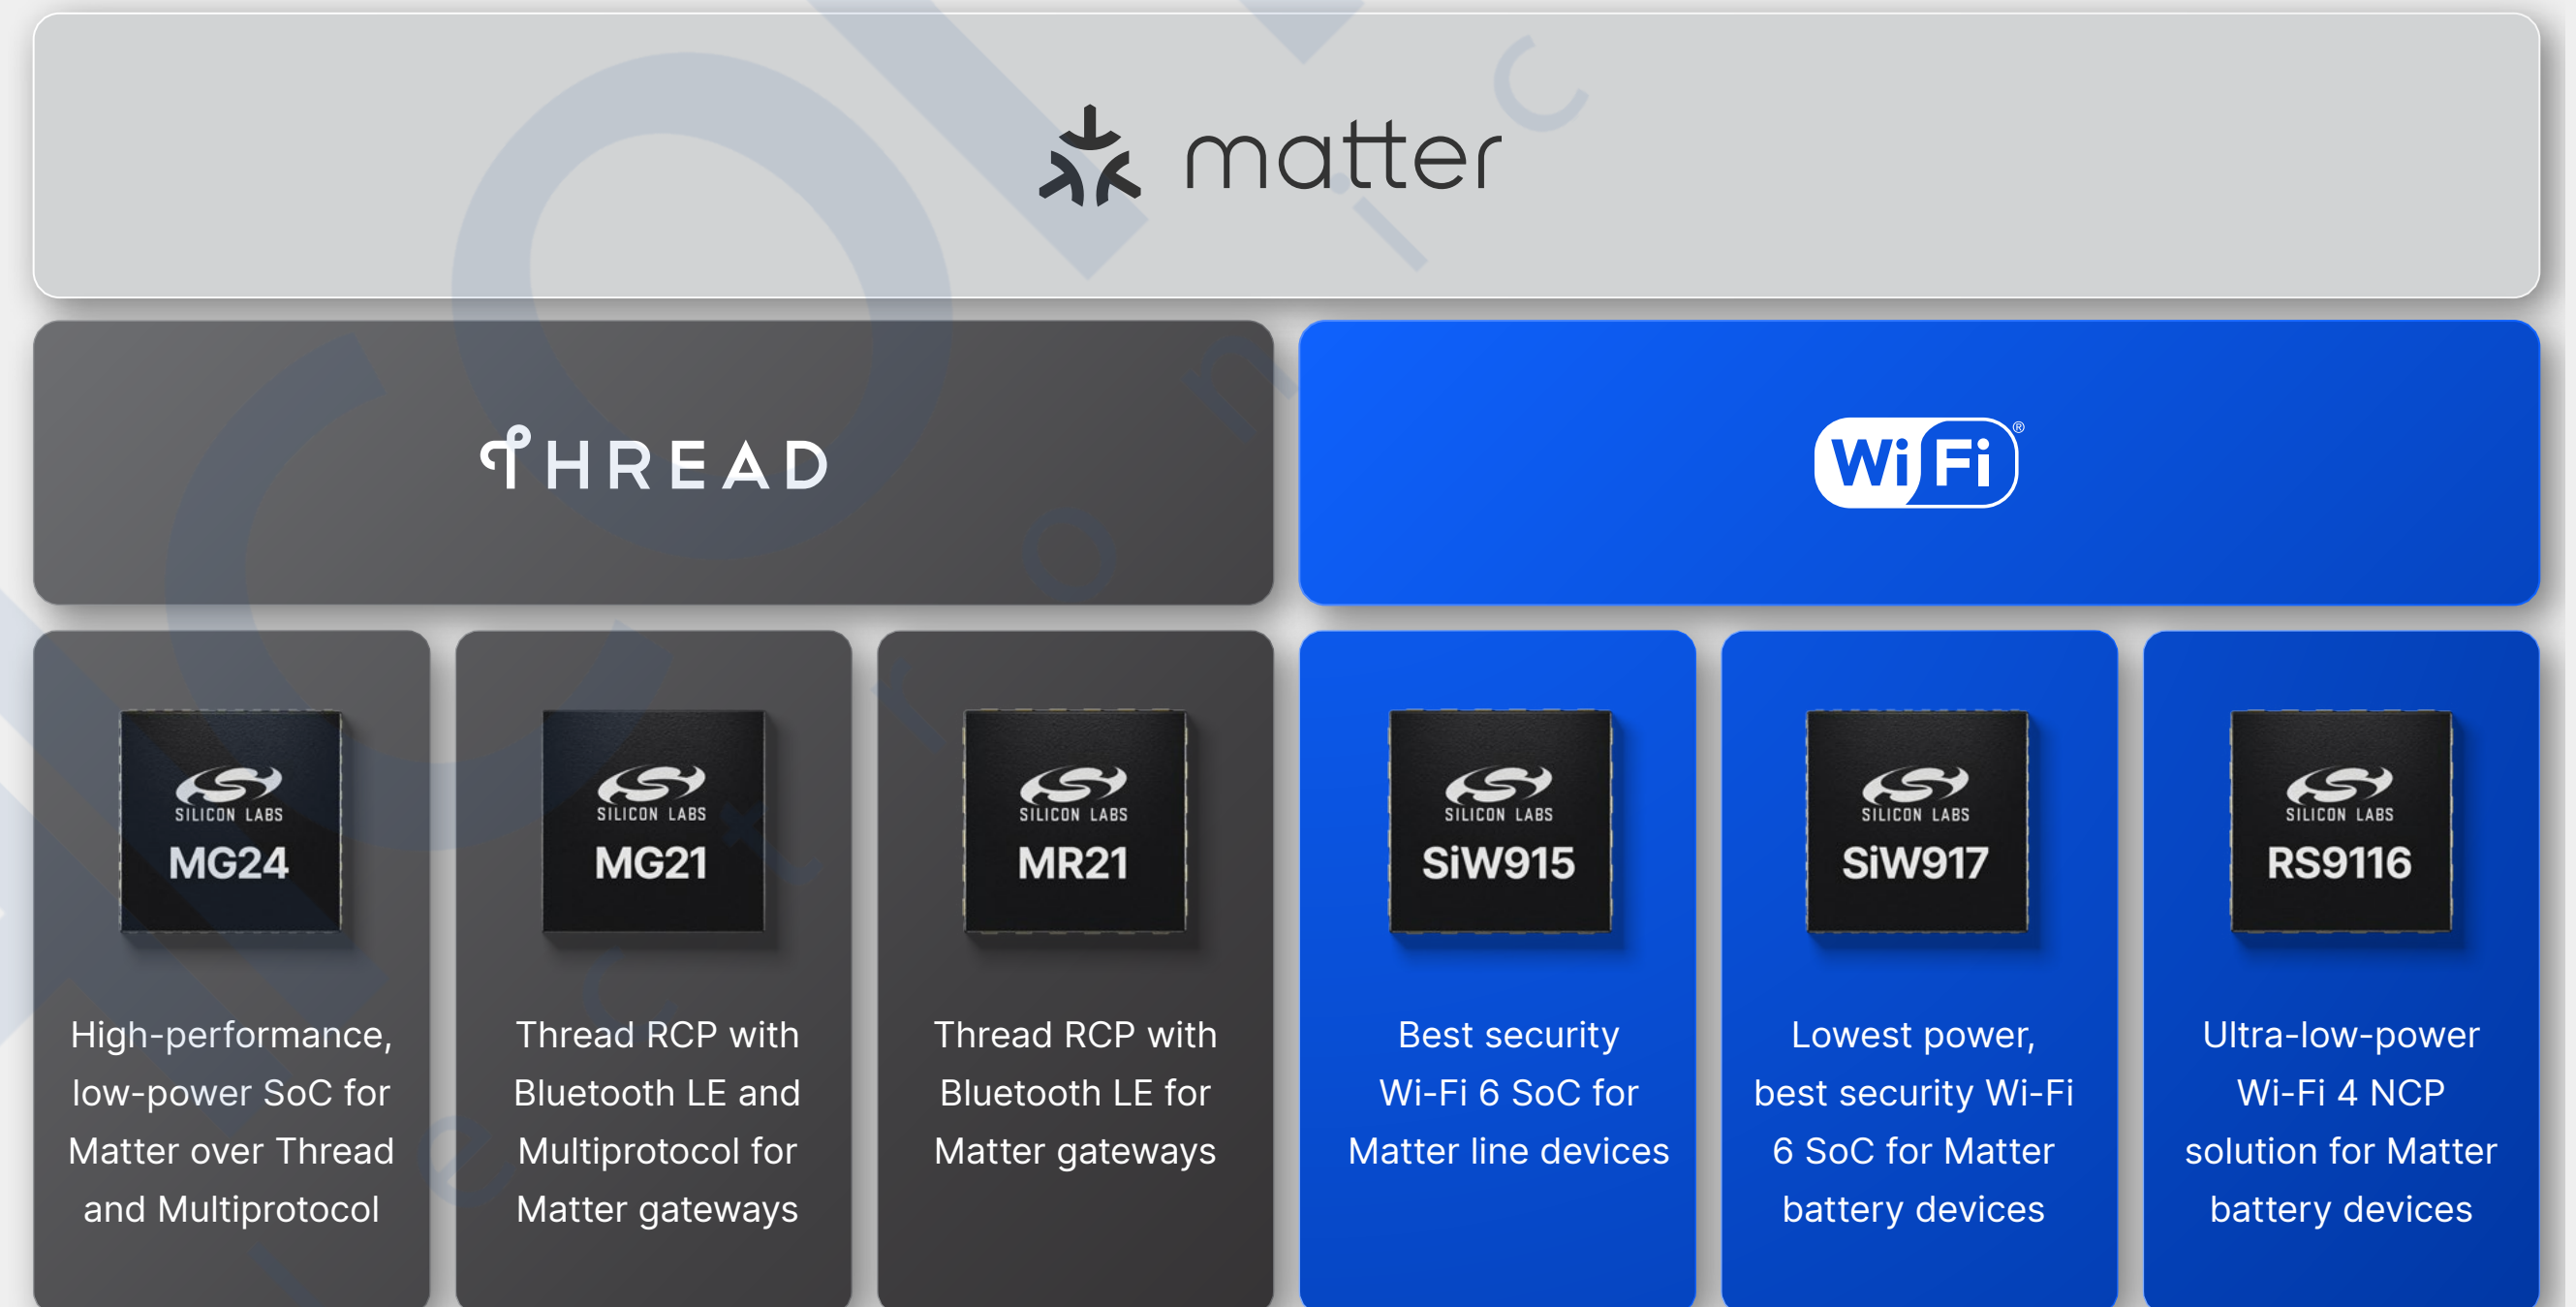 matter
THREAD
Wi Fi ®
SILICON LABS
MG24
High-performance,
low-power SoC for
Matter over Thread
and Multiprotocol
SILICON LABS
MG21
Thread RCP with
Bluetooth LE and
Multiprotocol for
Matter gateways
SILICON LABS
MR21
Thread RCP with
Bluetooth LE for
Matter gateways
SILICON LABS
SiW915
Best security
Wi-Fi 6 SoC for
Matter line devices
SILICON LABS
SiW917
Lowest power,
best security Wi-Fi
6 SoC for Matter
battery devices
SILICON LABS
RS9116
Ultra-low-power
Wi-Fi 4 NCP
solution for Matter
battery devices